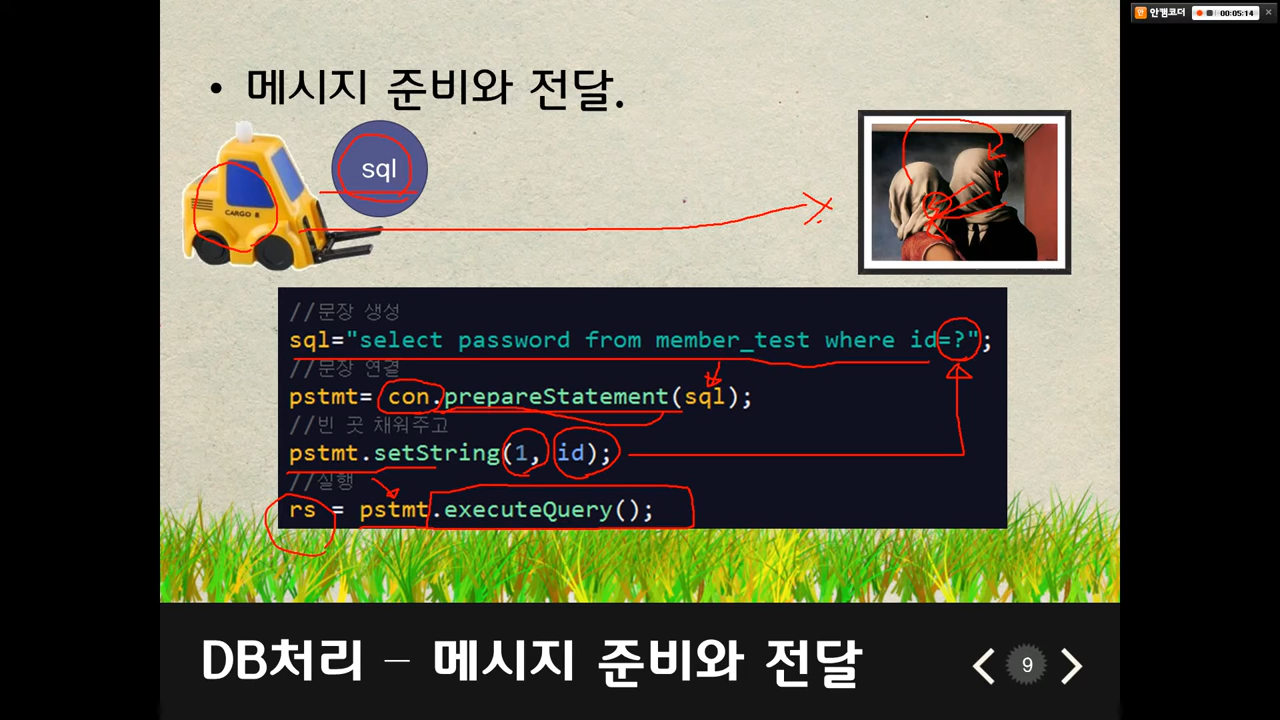 안캠코더 00:05:14
• 메시지 준비와 전달.
sql
CARGO 8
//문장 생성
sql="select password from member_test where id=?";
//문장 연결
pstmt= con.prepareStatement(sql);
//빈 곳 채워주고
pstmt.setString(1, id);
//실행
rs = pstmt.executeQuery();
DB처리 – 메시지 준비와 전달
9